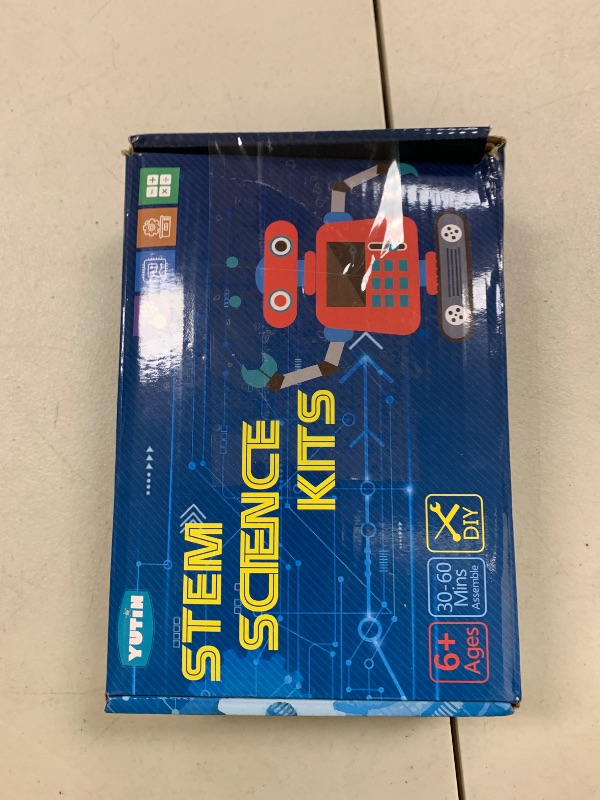 YUTIN
STEM
SCIENCE
KITS
6+
Ages
30-60
Mins
Assemble
DIY